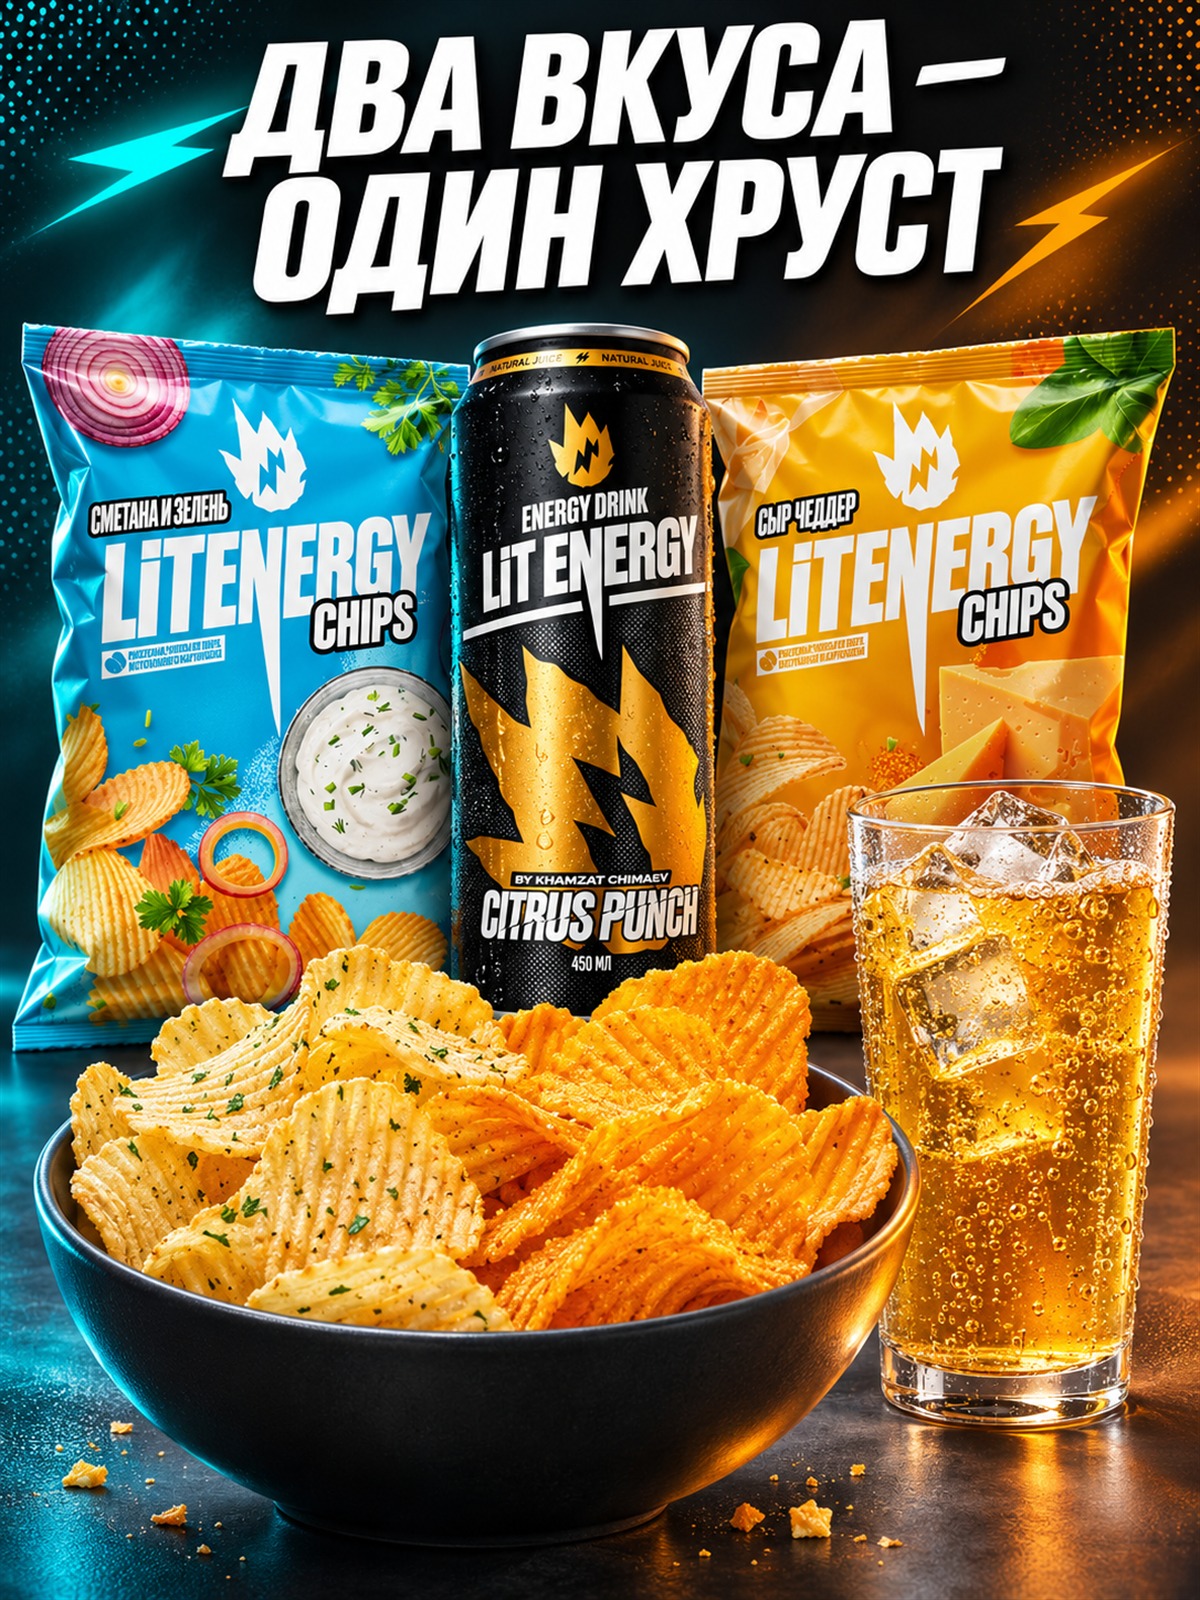 ДВА ВКУСА –
ОДИН ХРУСТ
NATURAL JUICE
NATURAL JUICE
СМЕТАНА И ЗЕЛЕНЬ
LiTENERGY
CHIPS
ENERGY DRINK
LiT ENERGY
BY KHAMZAT CHIMAEV
CITRUS PUNCH
450 МЛ
СЫР ЧЕДДЕР
LiTENERGY
CHIPS